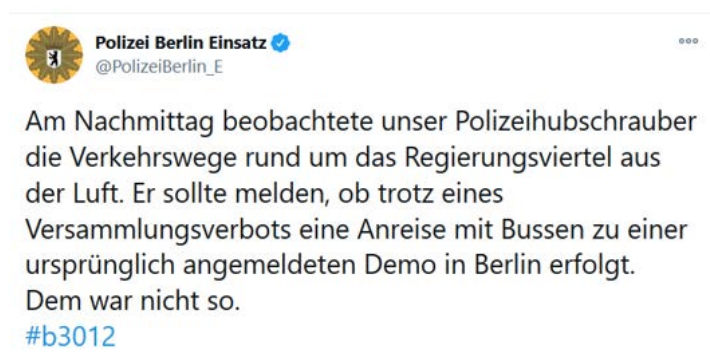 Polizei Berlin Einsatz
@PolizeiBerlin_E
Am Nachmittag beobachtete unser Polizeihubschrauber
die Verkehrswege rund um das Regierungsviertel aus
der Luft. Er sollte melden, ob trotz eines
Versammlungsverbots eine Anreise mit Bussen zu einer
ursprünglich angemeldeten Demo in Berlin erfolgt.
Dem war nicht so.
#b3012